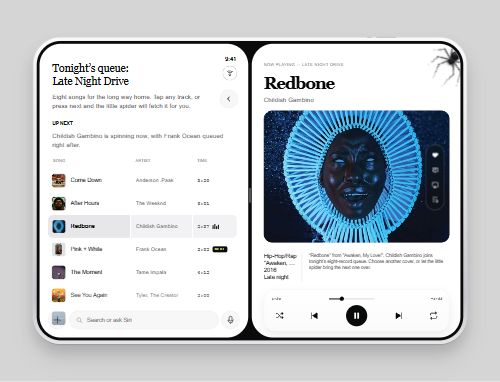 9:41
Tonight's queue:
Late Night Drive
Eight songs for the long way home. Tap any track, or
press next and the little spider will fetch it for you.
UP NEXT
Childish Gambino is spinning now, with Frank Ocean queued
right after.
SONG ARTIST TIME
Come Down Anderson .Paak
After Hours The Weeknd
Redbone Childish Gambino
Pink + White Frank Ocean NEXT
The Moment Tame Impala
See You Again Tyler, The Creator
Search or ask Siri
NOW PLAYING · LATE NIGHT DRIVE
Redbone
Childish Gambino
Hip-Hop/Rap
"Awaken, ...
2016
Late night
"Redbone" from "Awaken, My Love!". Childish Gambino joins
tonight's eight-record queue. Choose another cover, or let the little
spider bring the next one over.